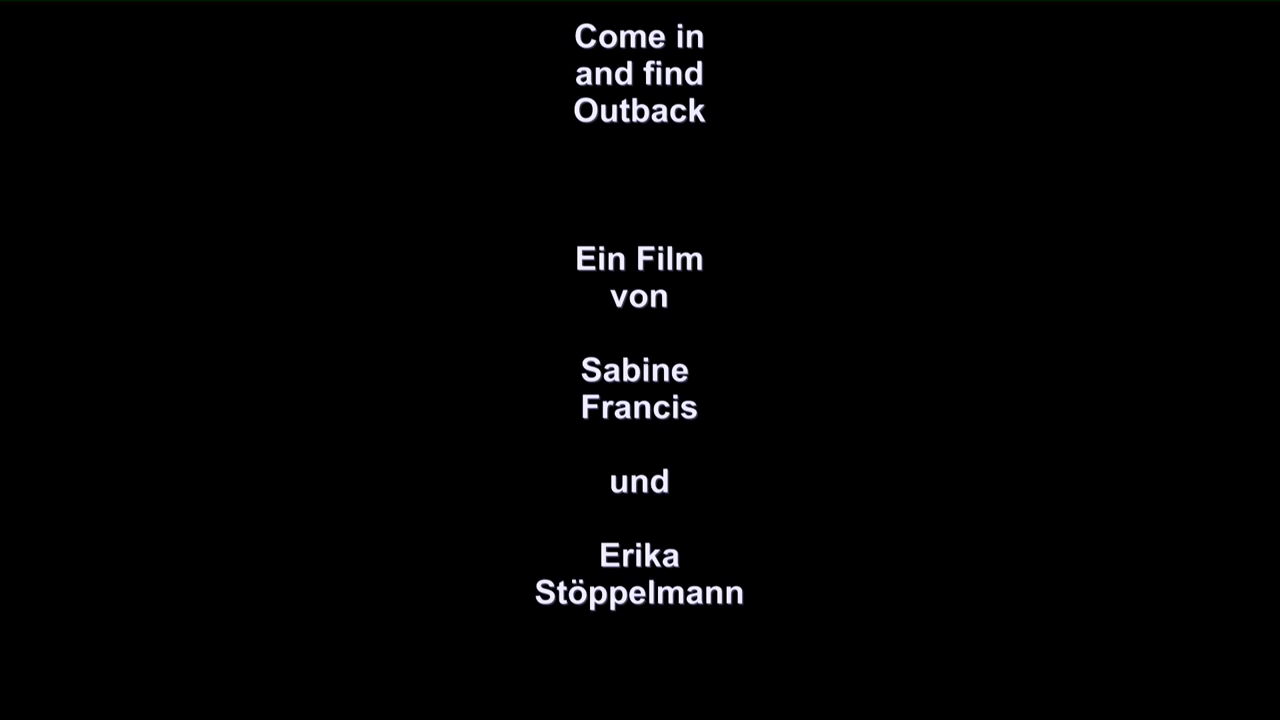 Come in
and find
Outback
Ein Film
von
Sabine
Francis
und
Erika
Stöppelmann